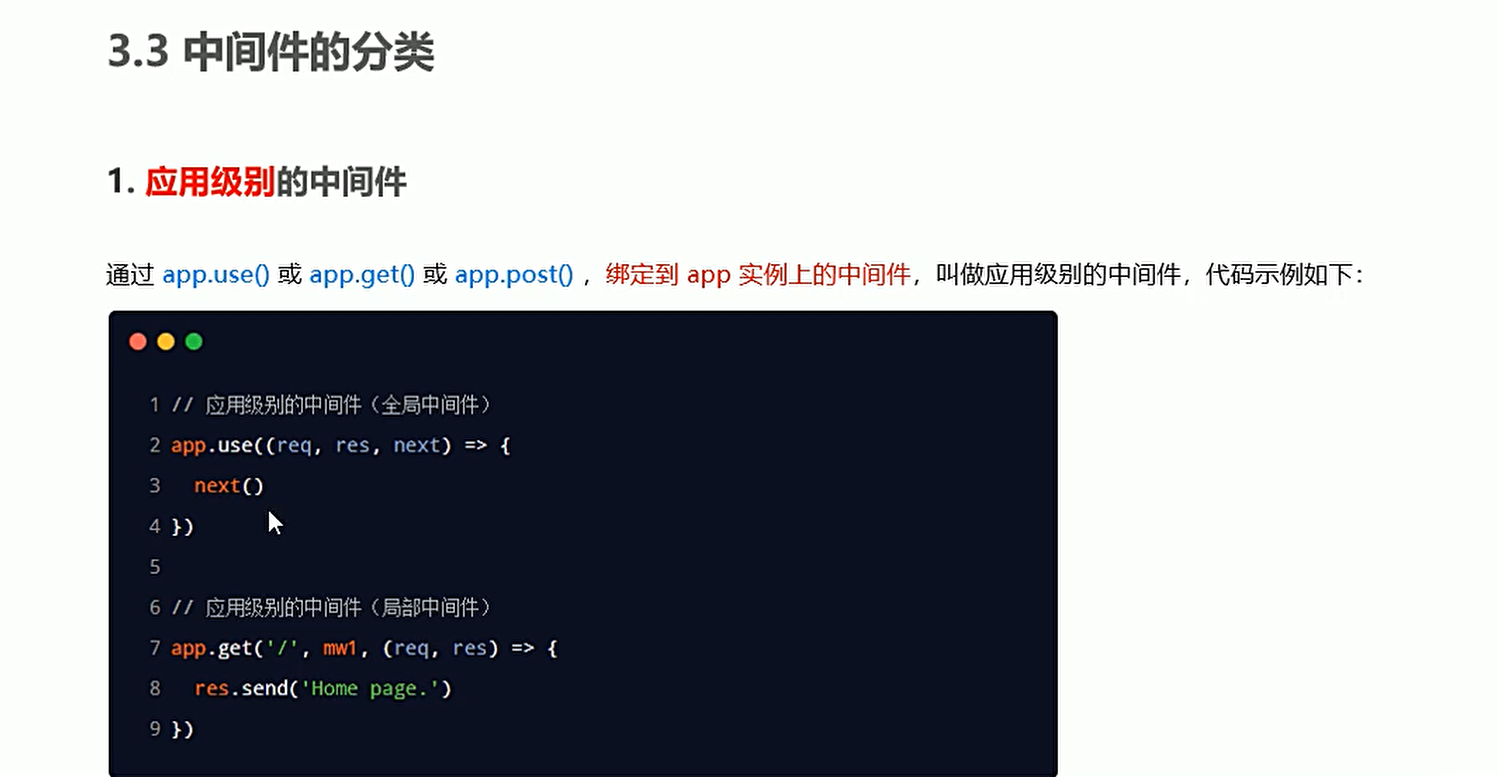 3.3 中间件的分类
1. 应用级别的中间件
通过 app.use() 或 app.get() 或 app.post() ，绑定到 app 实例上的中间件，叫做应用级别的中间件，代码示例如下：
1 // 应用级别的中间件（全局中间件）
2 app.use((req, res, next) => {
3   next()
4 })
5
6 // 应用级别的中间件（局部中间件）
7 app.get('/', mw1, (req, res) => {
8   res.send('Home page.')
9 })